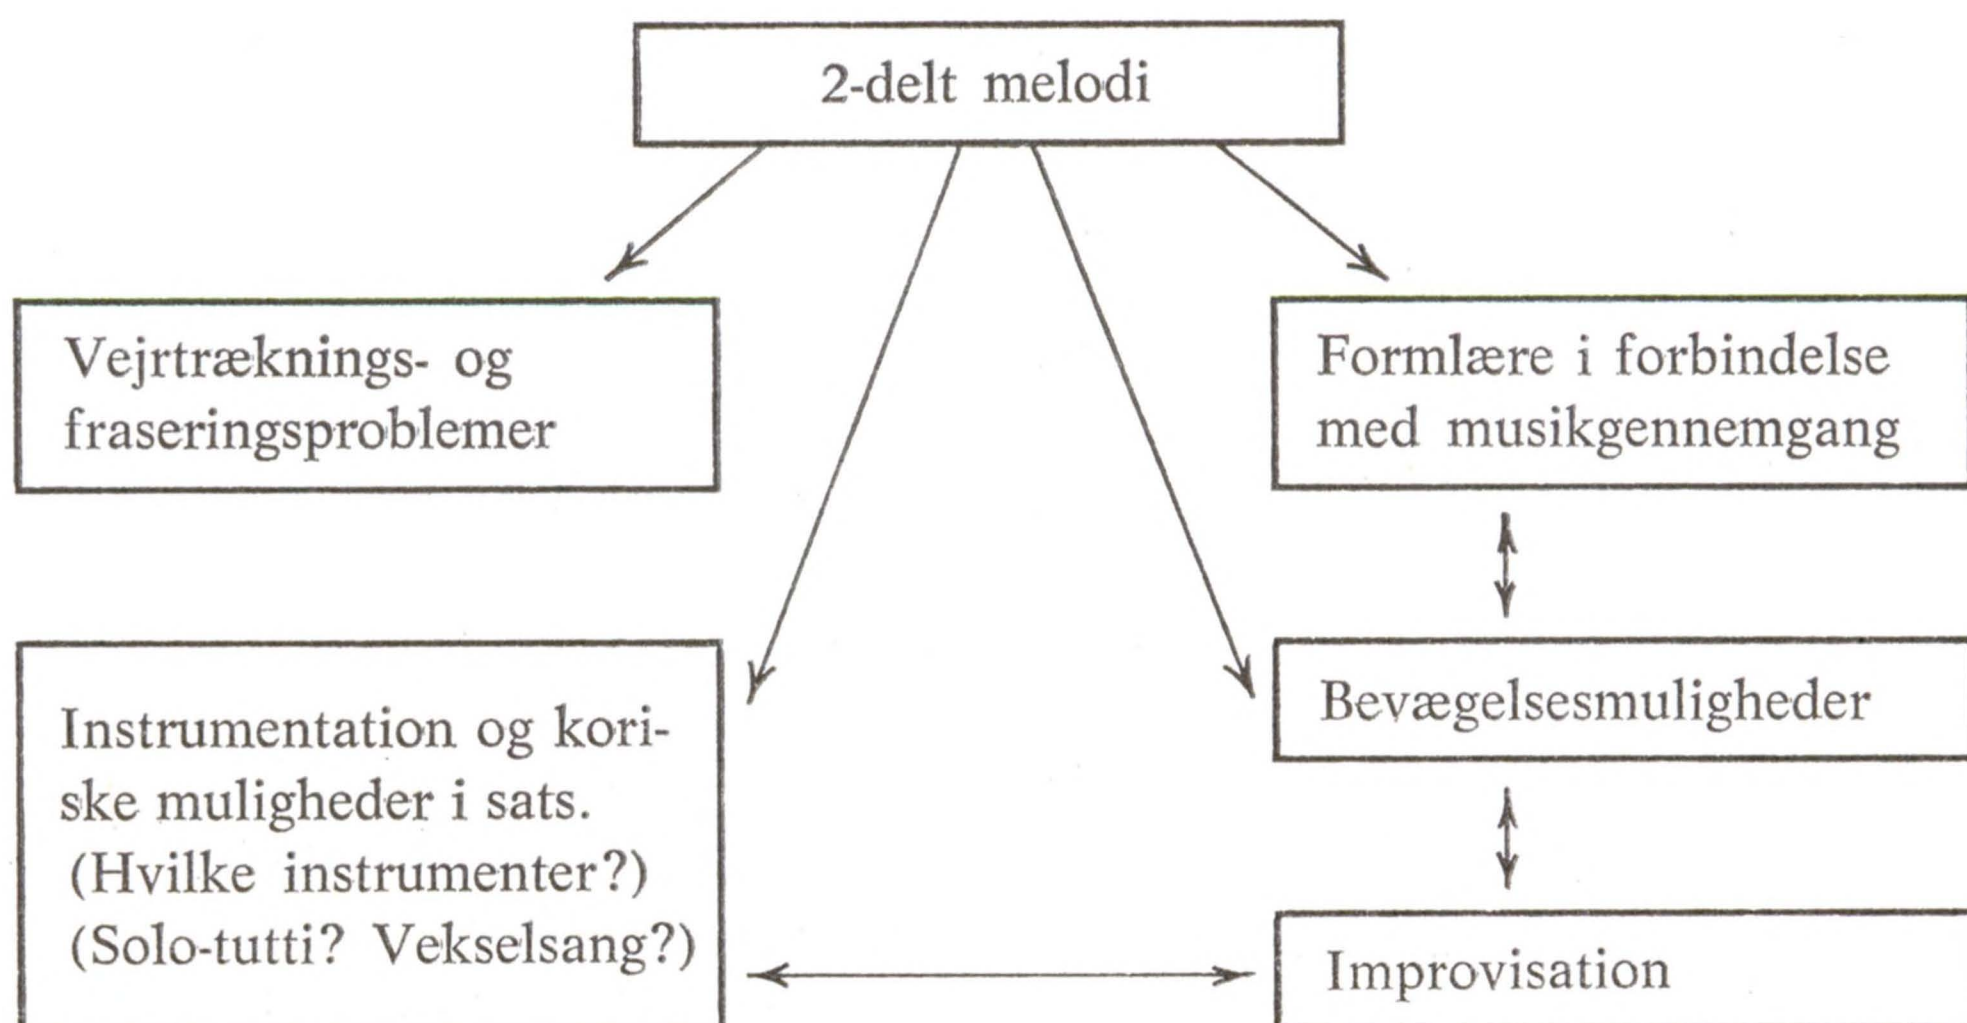 2-delt melodi
Vejrtræknings- og
fraseringsproblemer
Formlære i forbindelse
med musikgennemgang
Instrumentation og kori-
ske muligheder i sats.
(Hvilke instrumenter?)
(Solo-tutti? Vekselsang?)
Bevægelsesmuligheder
Improvisation